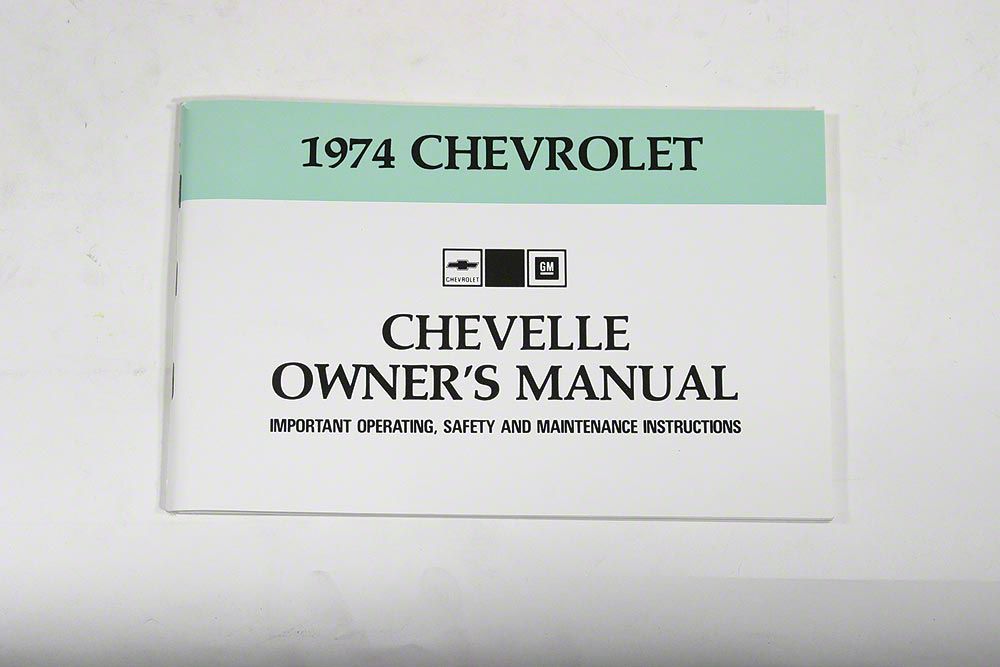 1974 CHEVROLET
CHEVROLET GM
CHEVELLE
OWNER'S MANUAL
IMPORTANT OPERATING, SAFETY AND MAINTENANCE INSTRUCTIONS